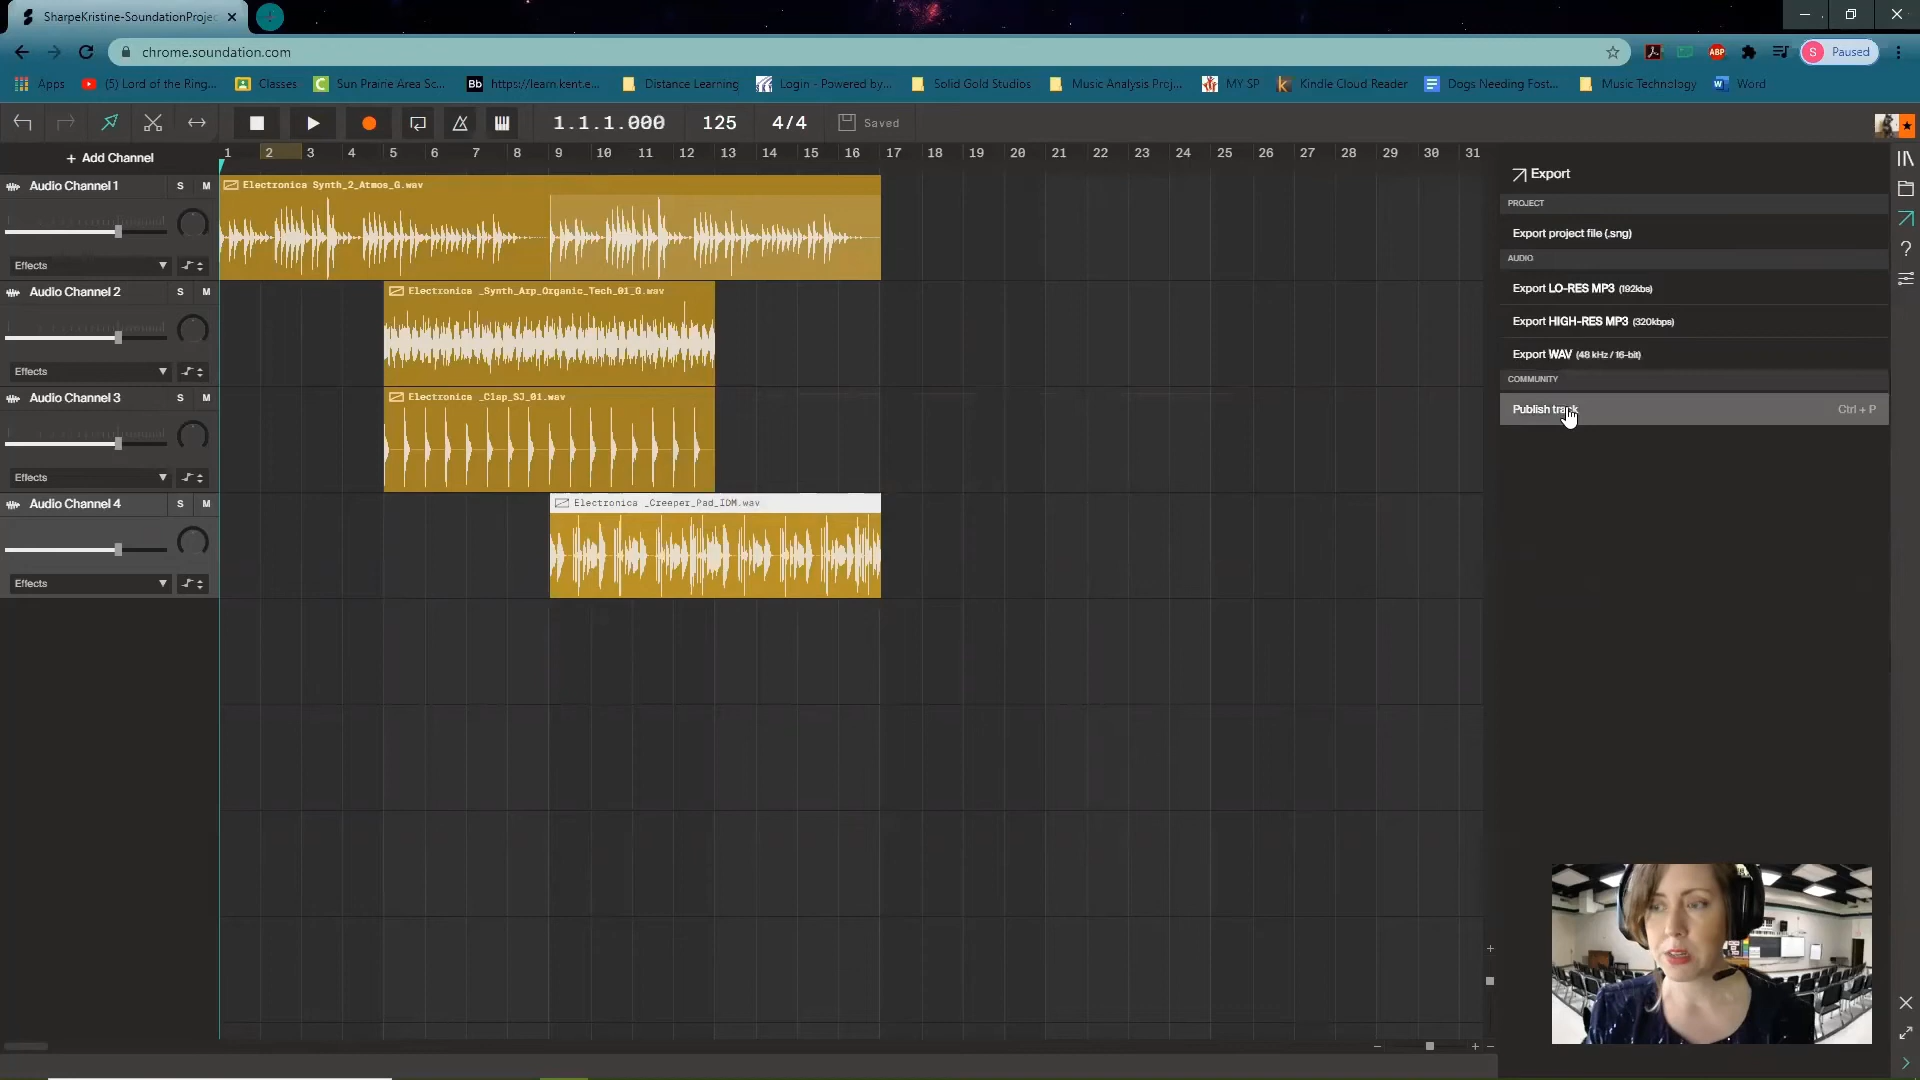 SharpeKristine-SoundationProjec
chrome.soundation.com
S Paused
Apps
(5) Lord of the Ring...
Classes
Sun Prairie Area Sc...
Bb https://learn.kent.e...
Distance Learning
Login - Powered by...
Solid Gold Studios
Music Analysis Proj...
MY SP
Kindle Cloud Reader
Dogs Needing Fost...
Music Technology
Word
1.1.1.000
125
4/4
Saved
+ Add Channel
1 2 3 4 5 6 7 8 9 10 11 12 13 14 15 16 17 18 19 20 21 22 23 24 25 26 27 28 29 30 31
Audio Channel 1 S M
Electronica Synth_2_Atmos_G.wav
Effects
Audio Channel 2 S M
Electronica _Synth_Arp_Organic_Tech_01_G.wav
Effects
Audio Channel 3 S M
Electronica _Clap_SJ_01.wav
Effects
Audio Channel 4 S M
Electronica _Creeper_Pad_IDM.wav
Effects
Export
PROJECT
Export project file (.sng)
AUDIO
Export LO-RES MP3 (192kbs)
Export HIGH-RES MP3 (320kbps)
Export WAV (48 kHz / 16-bit)
COMMUNITY
Publish track Ctrl + P